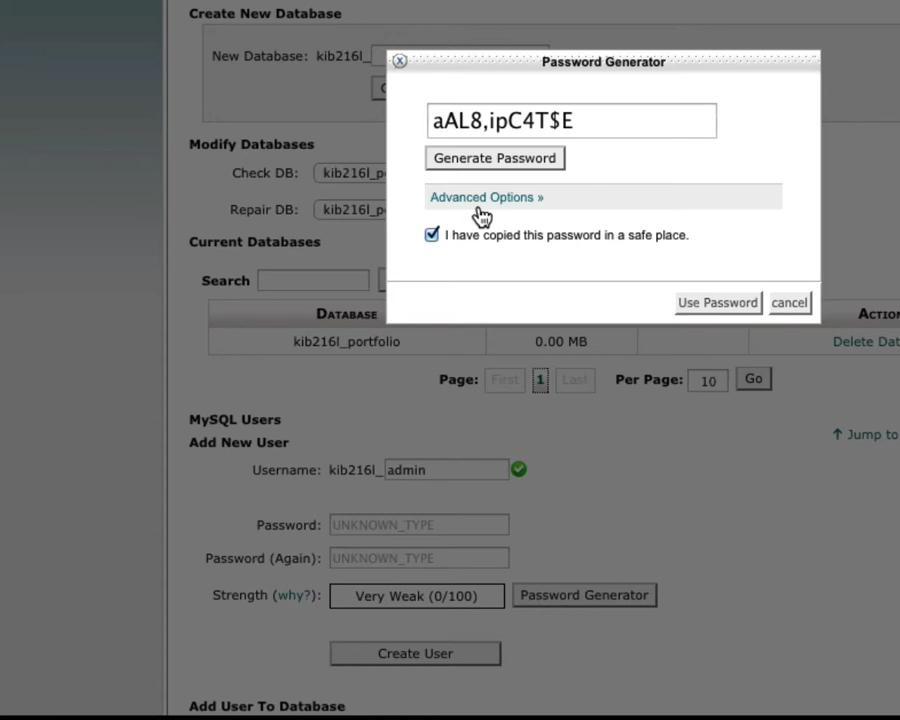 Create New Database
New Database: kib216l_
Password Generator
aAL8,ipC4T$E
Generate Password
Advanced Options »
I have copied this password in a safe place.
Use Password cancel
Modify Databases
Check DB: kib216l_p
Repair DB: kib216l_p
Current Databases
Search
DATABASE
kib216l_portfolio 0.00 MB Delete Dat
Page: First 1 Last Per Page: 10 Go
MySQL Users
↑ Jump to
Add New User
Username: kib216l_ admin
Password: UNKNOWN_TYPE
Password (Again): UNKNOWN_TYPE
Strength (why?): Very Weak (0/100) Password Generator
Create User
Add User To Database